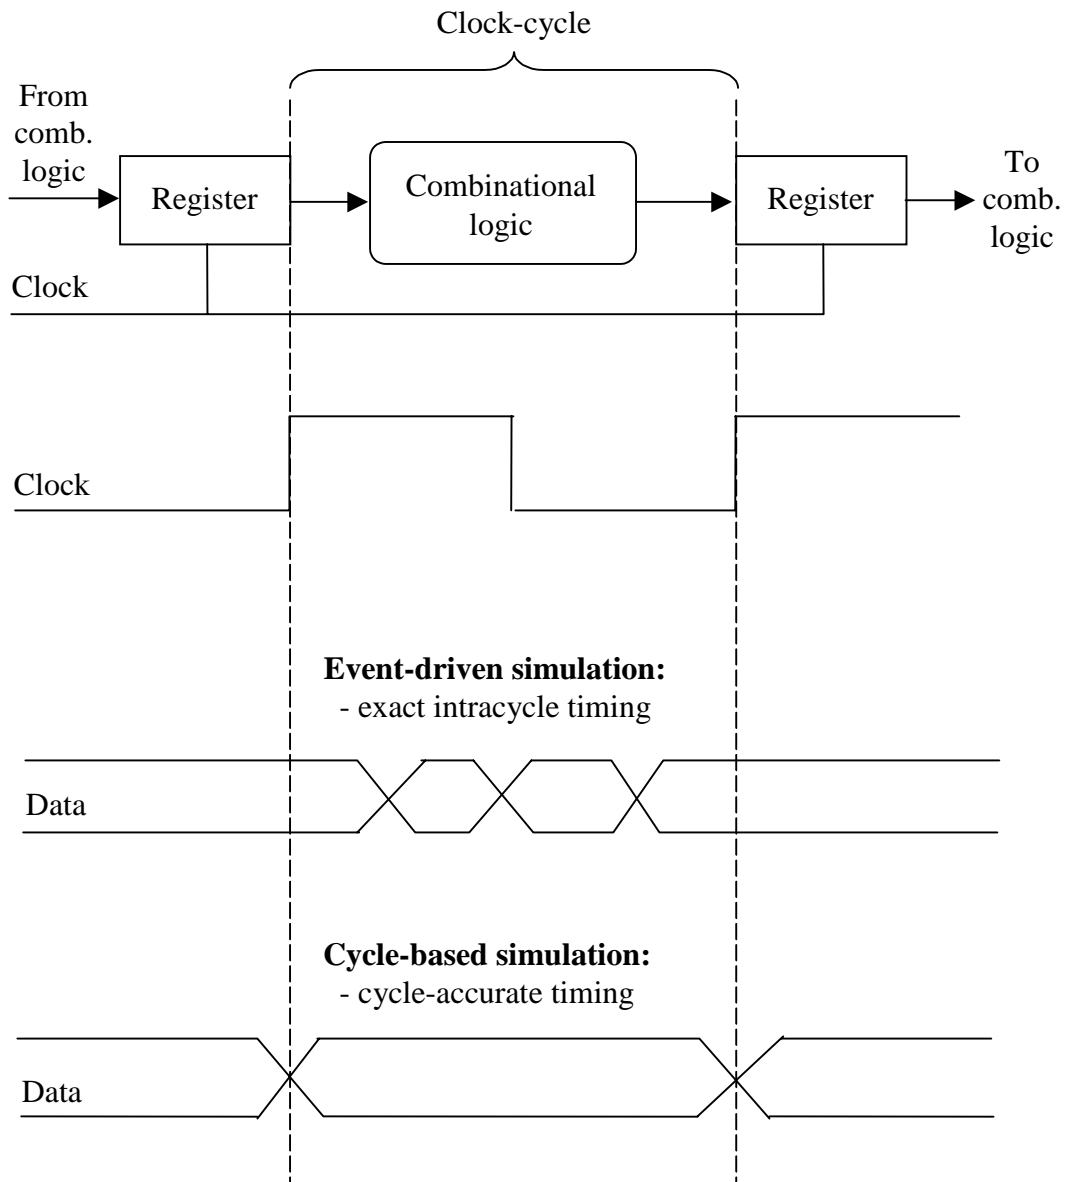 Clock-cycle
From
comb.
logic
Register
Combinational
logic
Register
To
comb.
logic
Clock
Clock
Event-driven simulation:
- exact intracycle timing
Data
Cycle-based simulation:
- cycle-accurate timing
Data